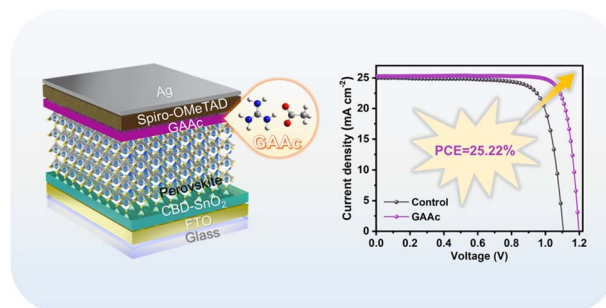 Ag
Spiro-OMeTAD
GAAc
Perovskite
CBD-SnO₂
FTO
Glass
GAAc
Current density (mA cm⁻²)
30
25
20
15
10
5
0
PCE=25.22%
Control
GAAc
0.0 0.2 0.4 0.6 0.8 1.0 1.2
Voltage (V)